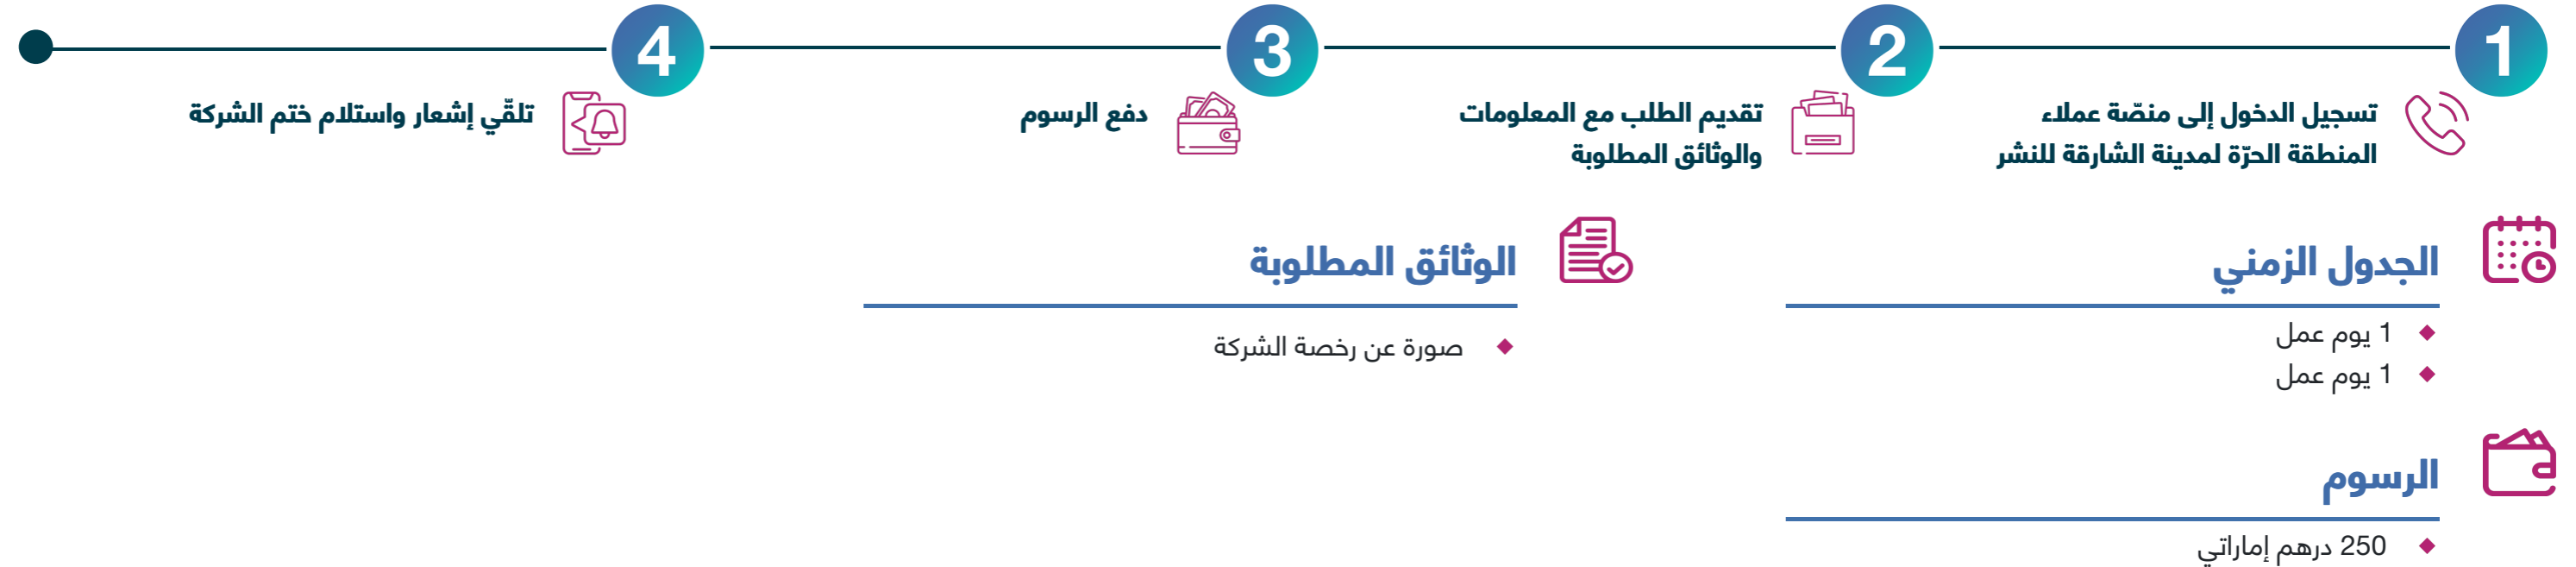 1
تسجيل الدخول إلى منصّة عملاء
المنطقة الحرّة لمدينة الشارقة للنشر
2
تقديم الطلب مع المعلومات
والوثائق المطلوبة
3
دفع الرسوم
4
تلقّي إشعار واستلام ختم الشركة
الجدول الزمني
1 يوم عمل
1 يوم عمل
الوثائق المطلوبة
صورة عن رخصة الشركة
الرسوم
250 درهم إماراتي